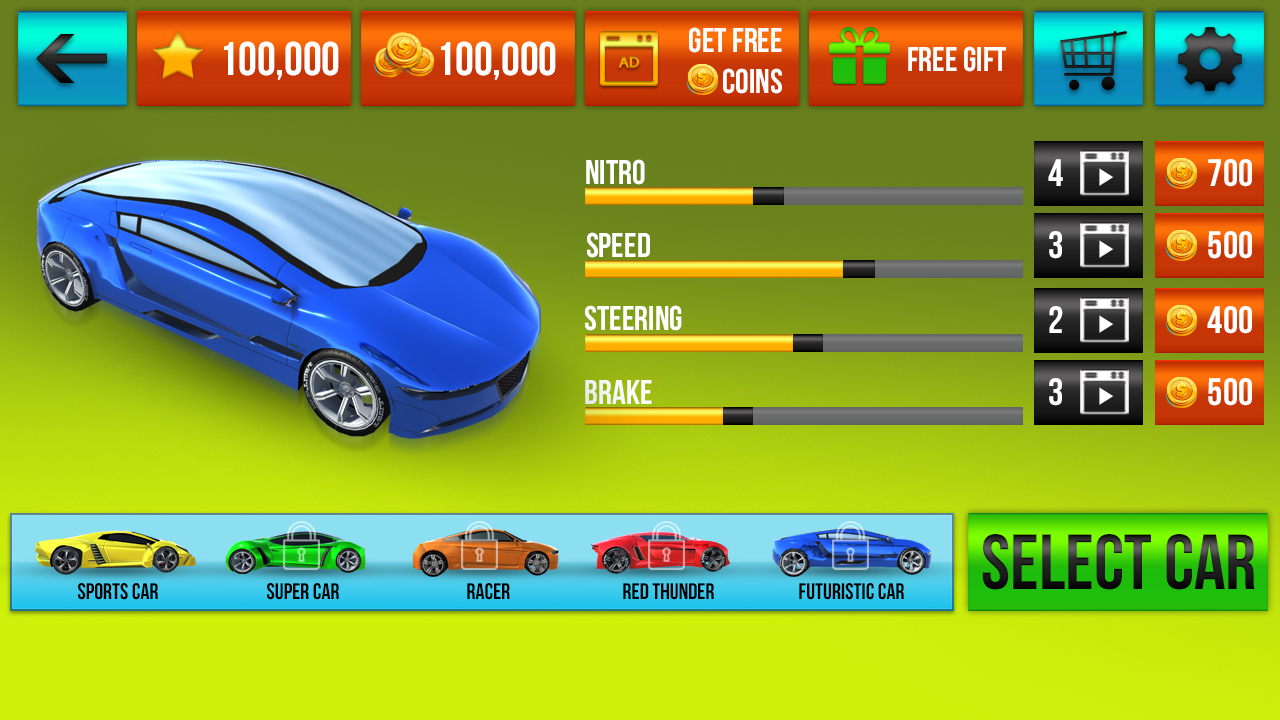 100,000
100,000
AD
GET FREE
COINS
FREE GIFT
NITRO
4
700
SPEED
3
500
STEERING
2
400
BRAKE
3
500
SPORTS CAR
SUPER CAR
RACER
RED THUNDER
FUTURISTIC CAR
SELECT CAR